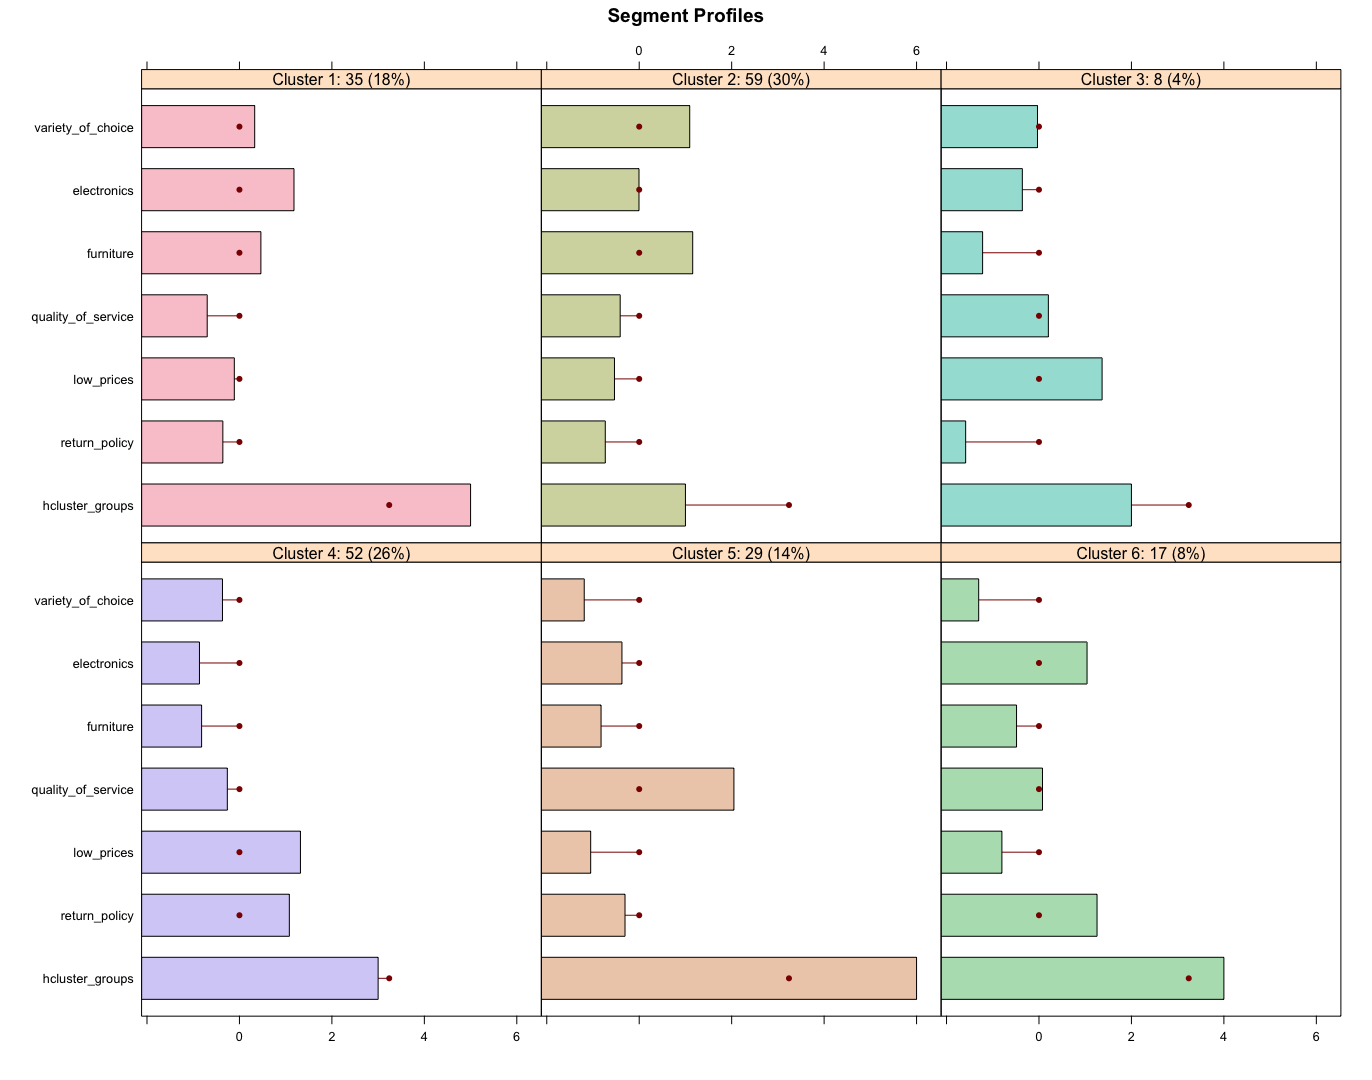 Segment Profiles
0 2 4 6
Cluster 1: 35 (18%) Cluster 2: 59 (30%) Cluster 3: 8 (4%)
variety_of_choice
electronics
furniture
quality_of_service
low_prices
return_policy
hcluster_groups
Cluster 4: 52 (26%) Cluster 5: 29 (14%) Cluster 6: 17 (8%)
variety_of_choice
electronics
furniture
quality_of_service
low_prices
return_policy
hcluster_groups
0 2 4 6 0 2 4 6